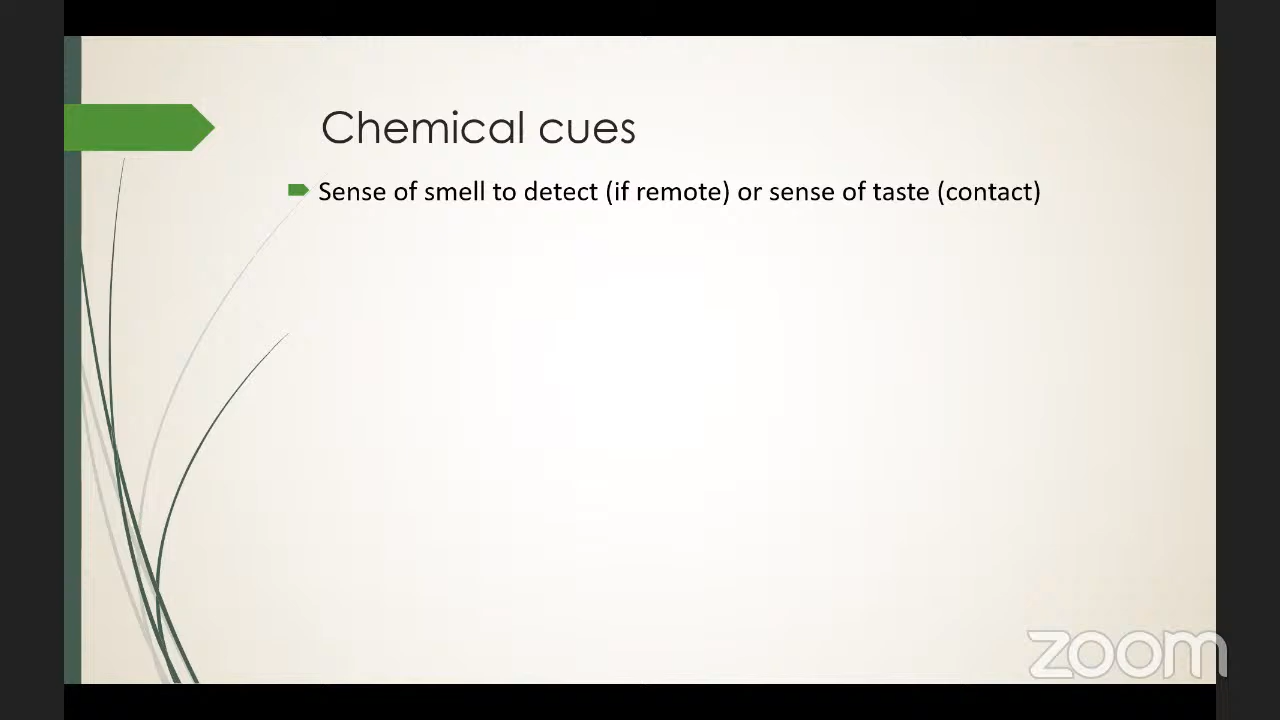 Chemical cues
Sense of smell to detect (if remote) or sense of taste (contact)
zoom